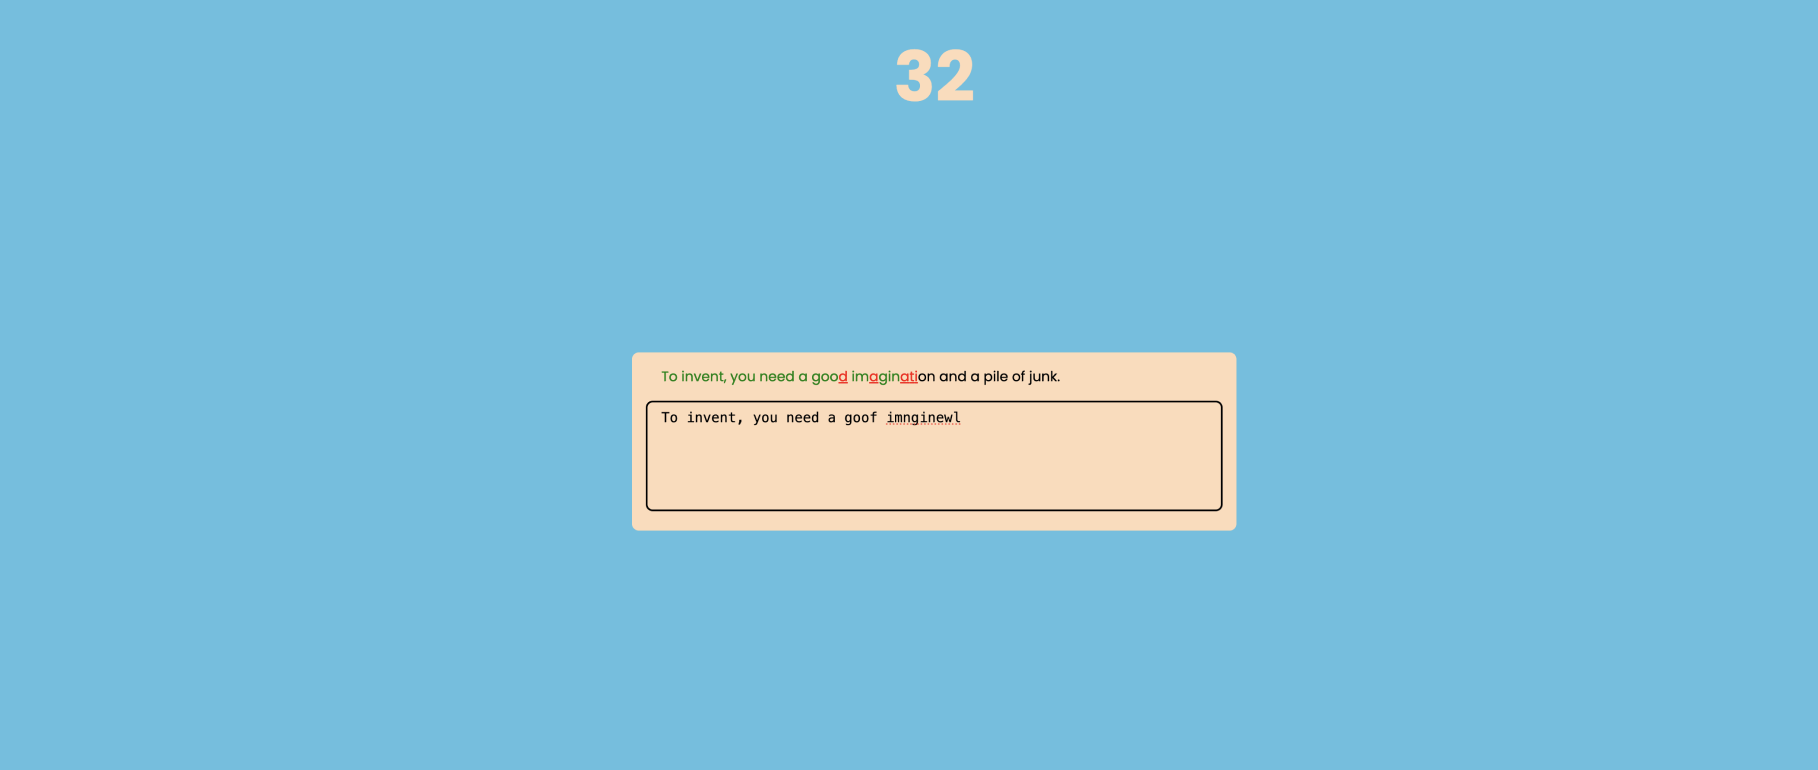 32
To invent, you need a good imagination and a pile of junk.
To invent, you need a goof imnginewl